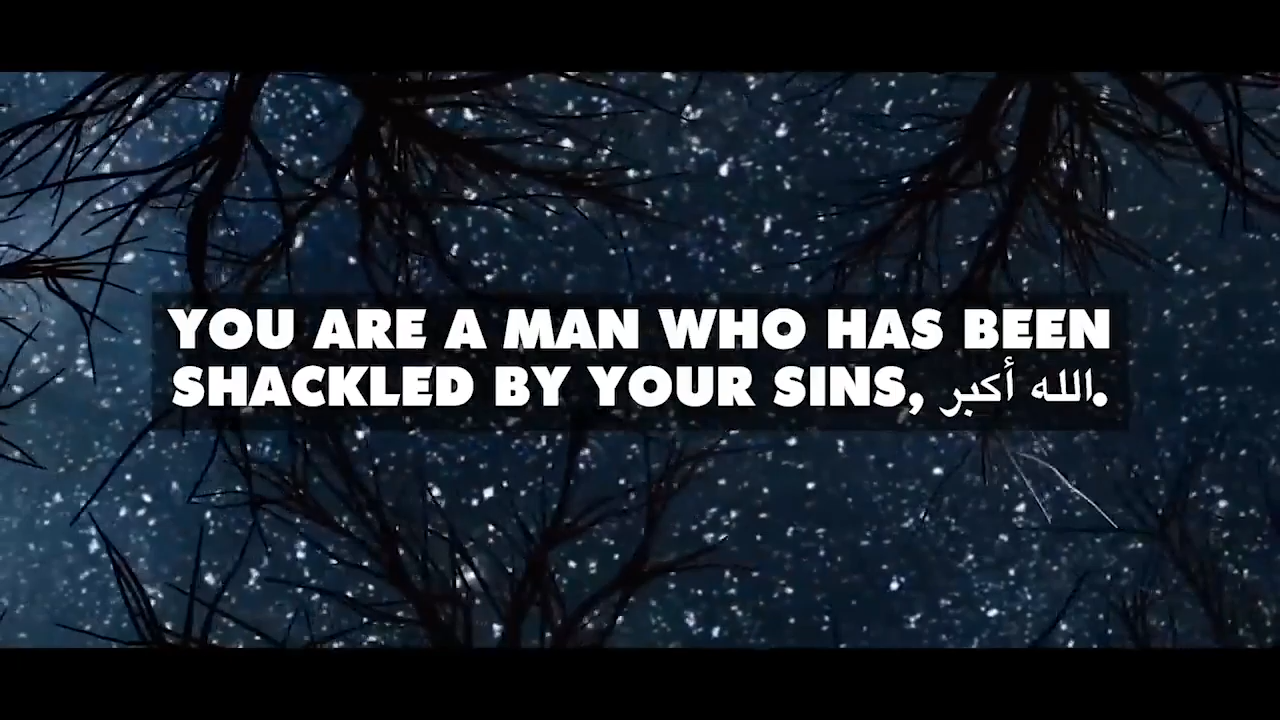 YOU ARE A MAN WHO HAS BEEN
SHACKLED BY YOUR SINS, الله أكبر.